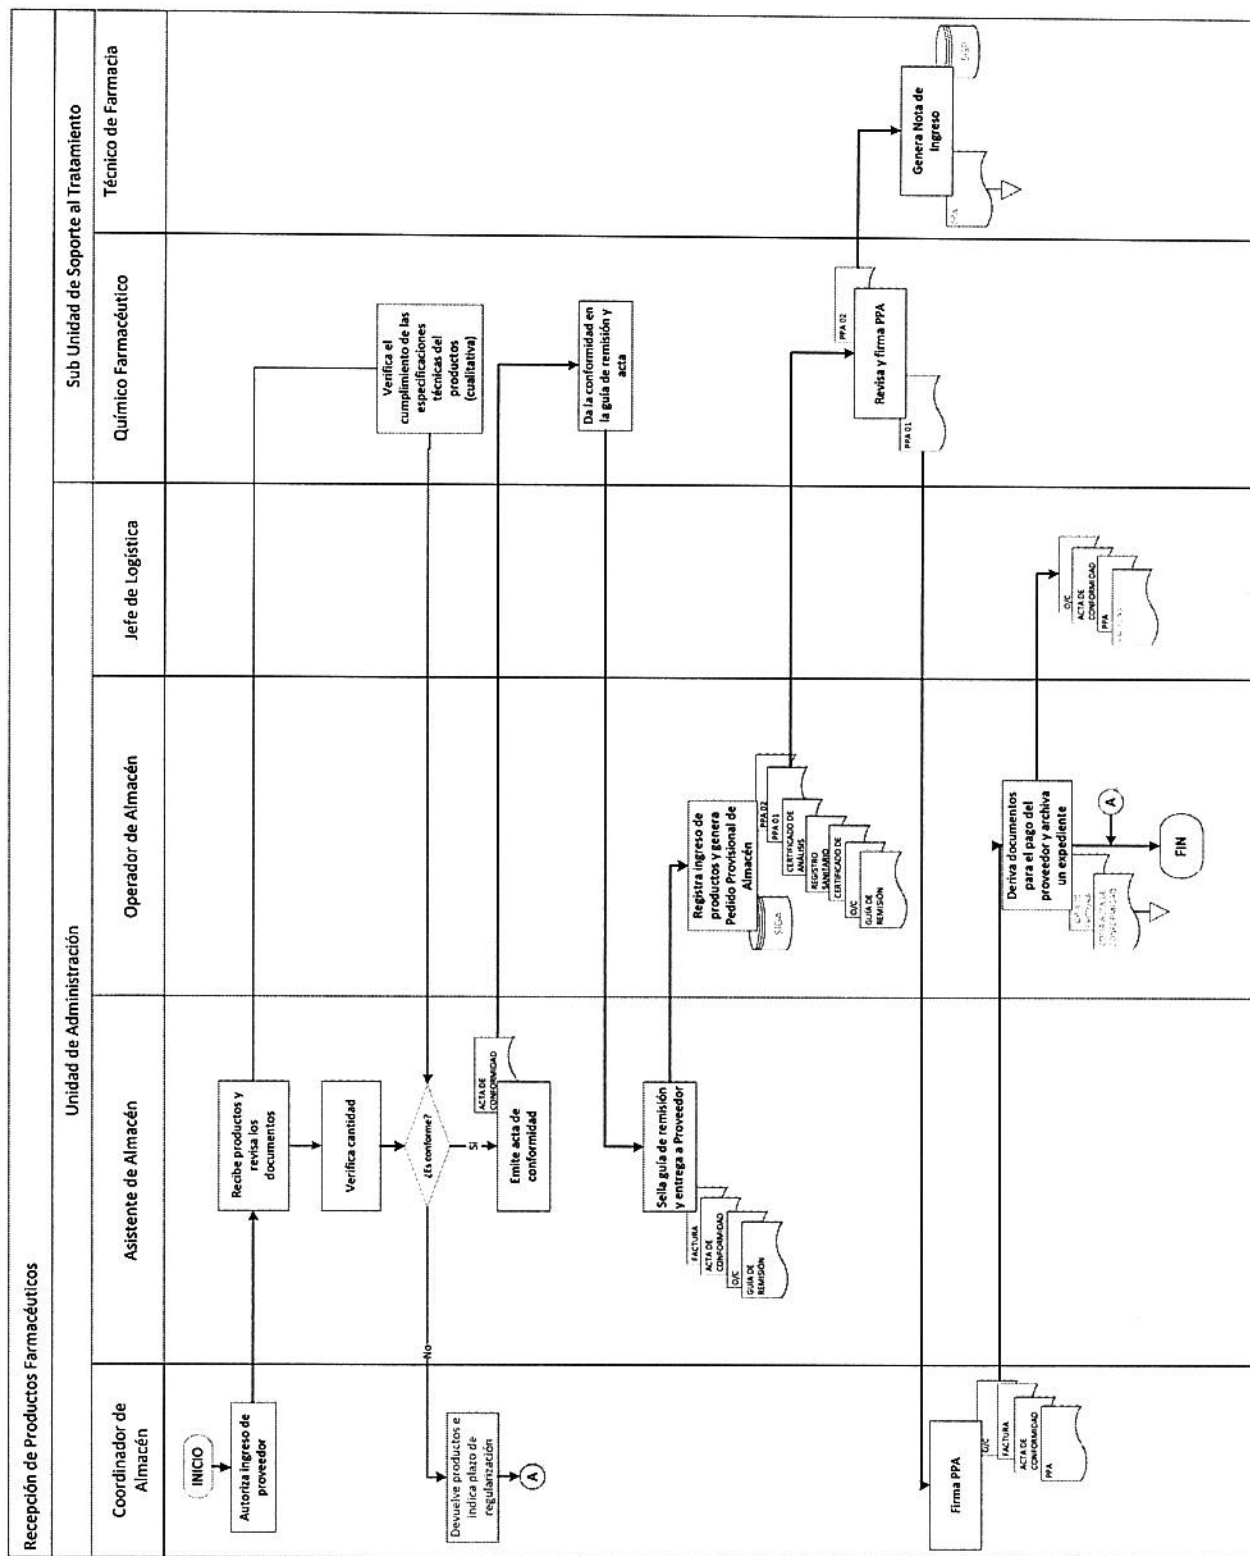 Recepción de Productos Farmacéuticos
Unidad de Administración
Sub Unidad de Soporte al Tratamiento
Coordinador de
Almacén
Asistente de Almacén
Operador de Almacén
Jefe de Logística
Químico Farmacéutico
Técnico de Farmacia
INICIO
Autoriza ingreso de
proveedor
Recibe productos y
revisa los
documentos
Verifica cantidad
Verifica el
cumplimiento de las
especificaciones
técnicas del
productos
(cualitativa)
¿Es conforme?
No
Si
Devuelve productos e
indica plazo de
regularización
A
ACTA DE
CONFORMIDAD
Emite acta de
conformidad
Da la conformidad en
la guía de remisión y
acta
Sella guía de remisión
y entrega a Proveedor
FACTURA
ACTA DE
CONFORMIDAD
O/C
GUÍA DE
REMISIÓN
Registra ingreso de
productos y genera
Pedido Provisional de
Almacén
SIGA
PPA 02
PPA 01
CERTIFICADO DE
ANÁLISIS
REGISTRO
SANITARIO
CERTIFICADO DE
O/C
GUÍA DE
REMISIÓN
PPA 02
Revisa y firma PPA
PPA 01
Genera Nota de
Ingreso
SGP
PPA
Firma PPA
O/C
FACTURA
ACTA DE
CONFORMIDAD
PPA
Deriva documentos
para el pago del
proveedor y archiva
un expediente
O/C
ACTA DE
CONFORMIDAD
PPA
A
FIN